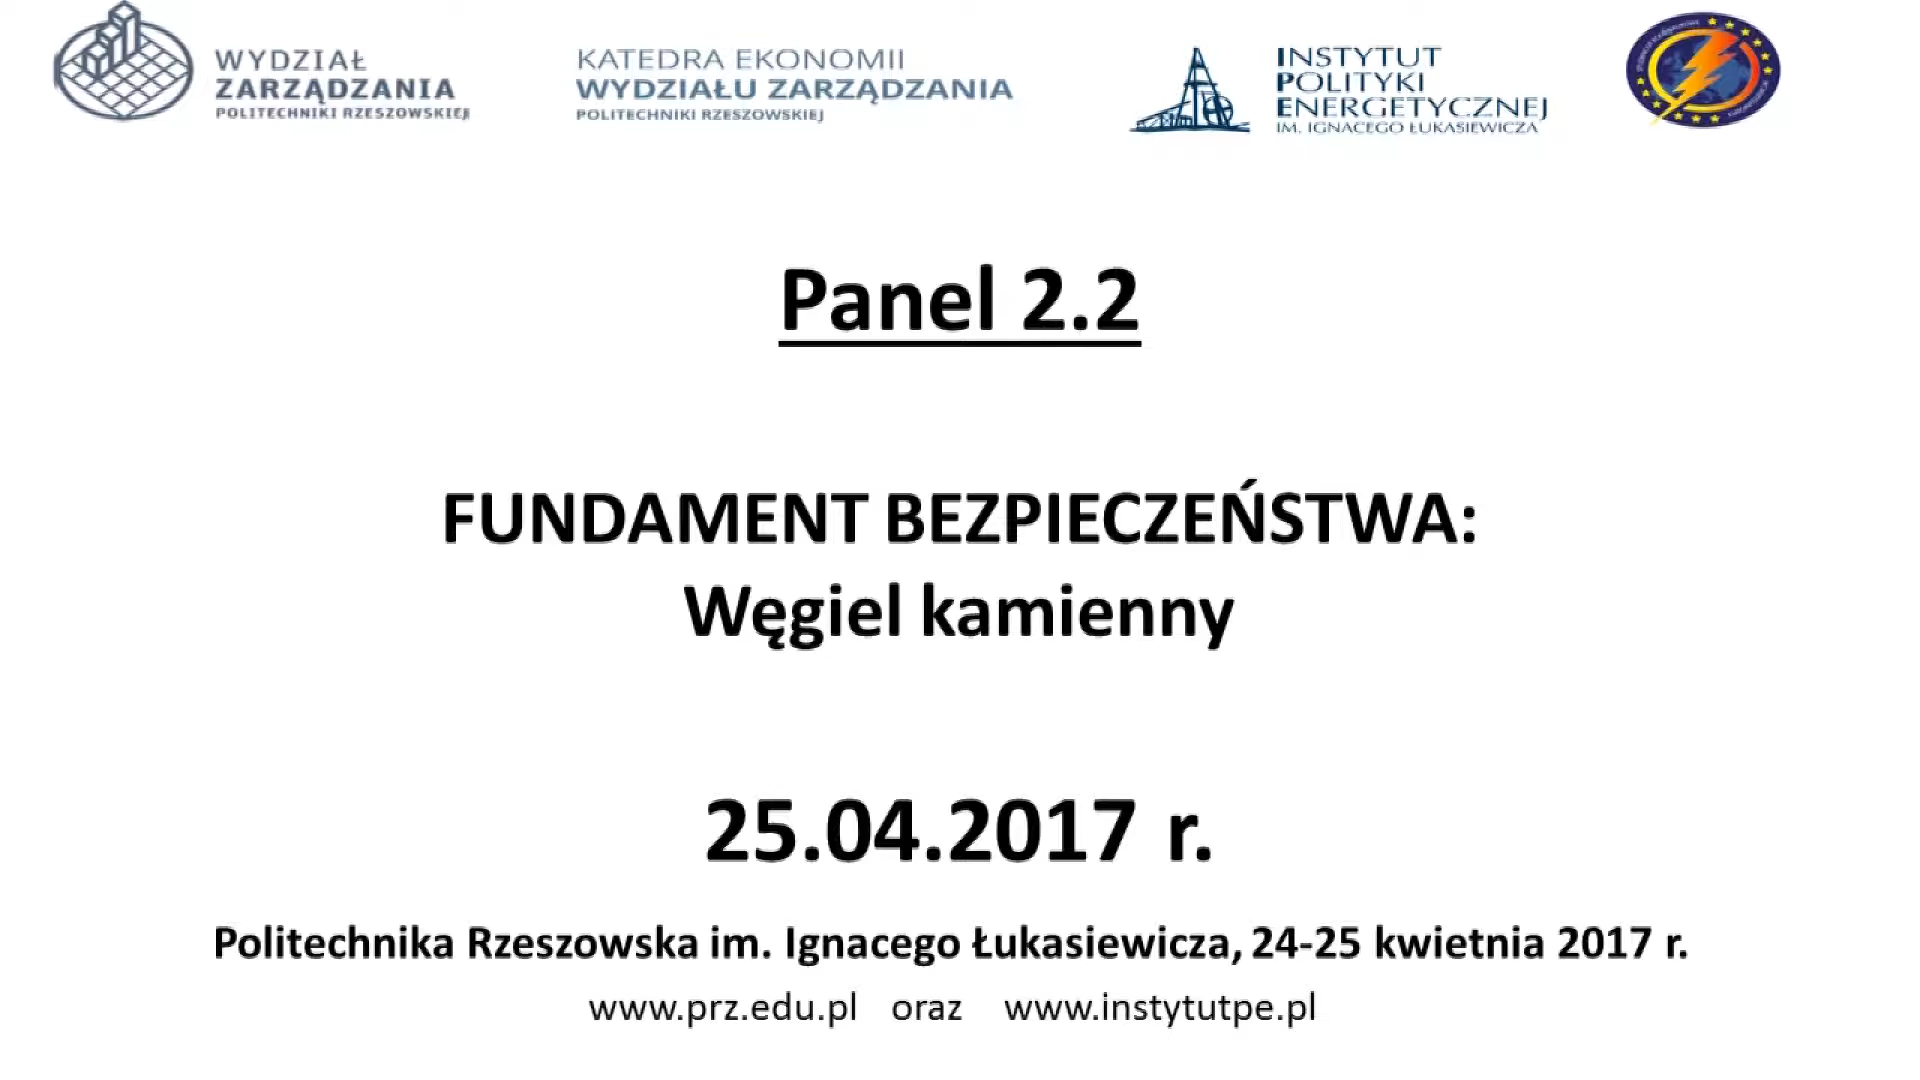 WYDZIAŁ
ZARZĄDZANIA
POLITECHNIKI RZESZOWSKIEJ
KATEDRA EKONOMII
WYDZIAŁU ZARZĄDZANIA
POLITECHNIKI RZESZOWSKIEJ
INSTYTUT
POLITYKI
ENERGETYCZNEJ
IM. IGNACEGO ŁUKASIEWICZA
Panel 2.2
FUNDAMENT BEZPIECZEŃSTWA:
Węgiel kamienny
25.04.2017 r.
Politechnika Rzeszowska im. Ignacego Łukasiewicza, 24-25 kwietnia 2017 r.
www.prz.edu.pl oraz www.instytutpe.pl